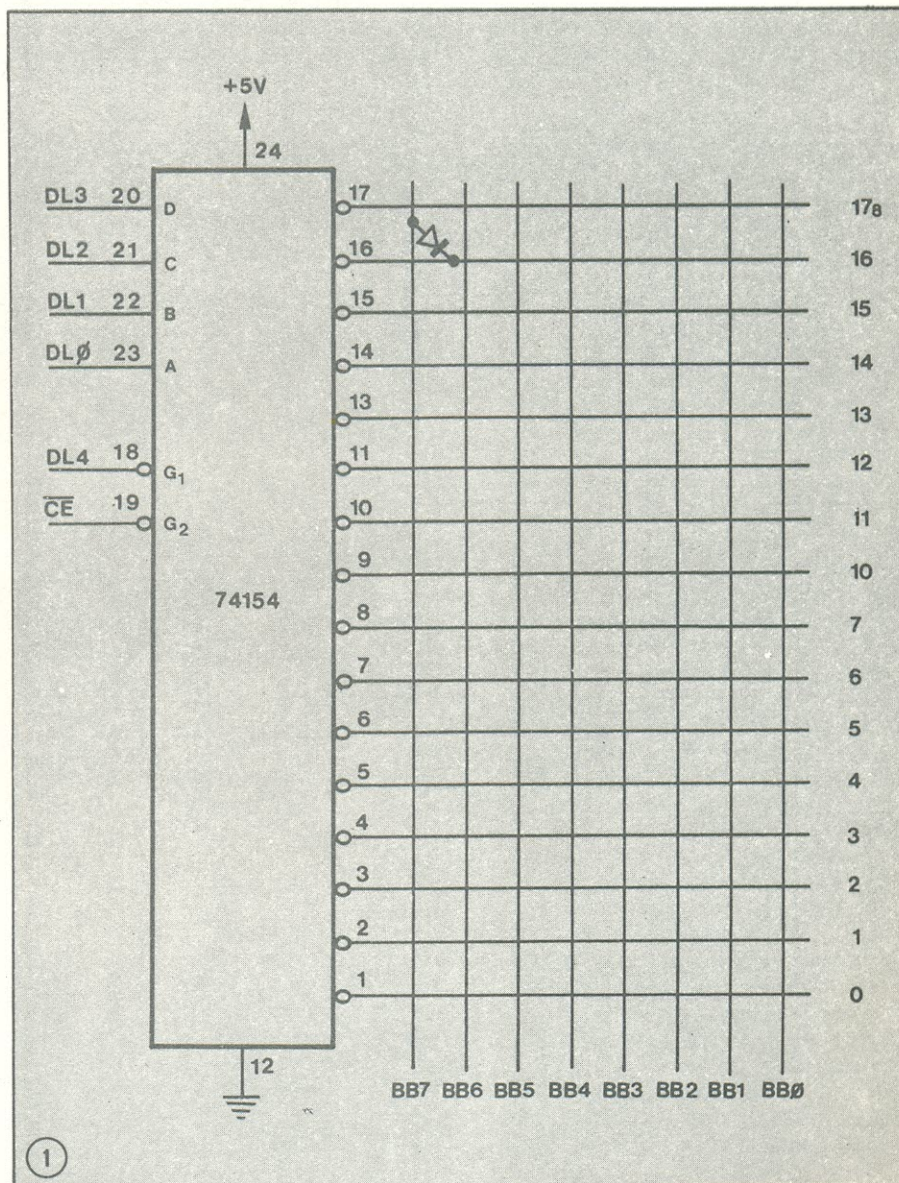 +5V
24
DL3 20 D
DL2 21 C
DL1 22 B
DLØ 23 A
DL4 18 G1
CE 19 G2
74154
17 178
16 16
15 15
14 14
13 13
11 12
10 11
9 10
8 7
7 6
6 5
5 4
4 3
3 2
2 1
1 0
12
BB7 BB6 BB5 BB4 BB3 BB2 BB1 BBØ
1